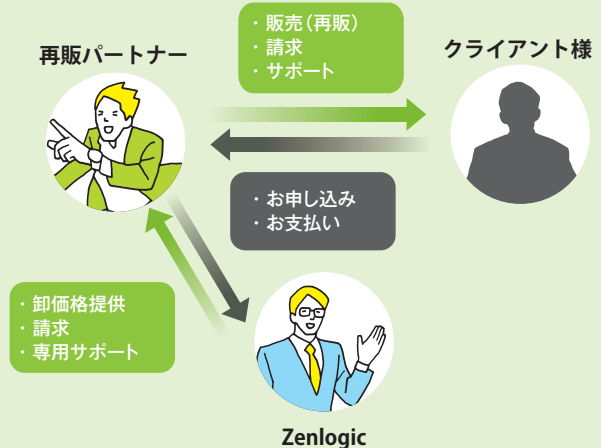 再販パートナー
・販売（再販）
・請求
・サポート
クライアント様
・お申し込み
・お支払い
・卸価格提供
・請求
・専用サポート
Zenlogic